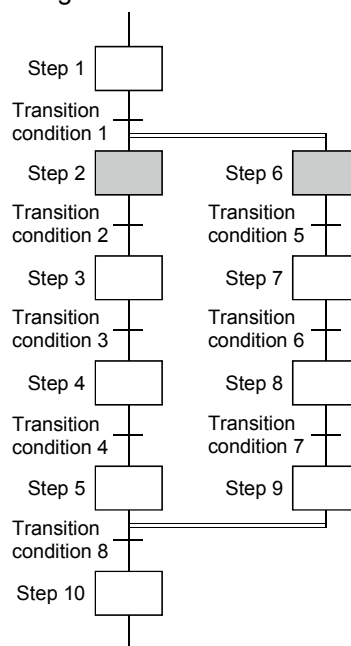 Step 1
Transition
condition 1
Step 2
Step 6
Transition
condition 2
Transition
condition 5
Step 3
Step 7
Transition
condition 3
Transition
condition 6
Step 4
Step 8
Transition
condition 4
Transition
condition 7
Step 5
Step 9
Transition
condition 8
Step 10